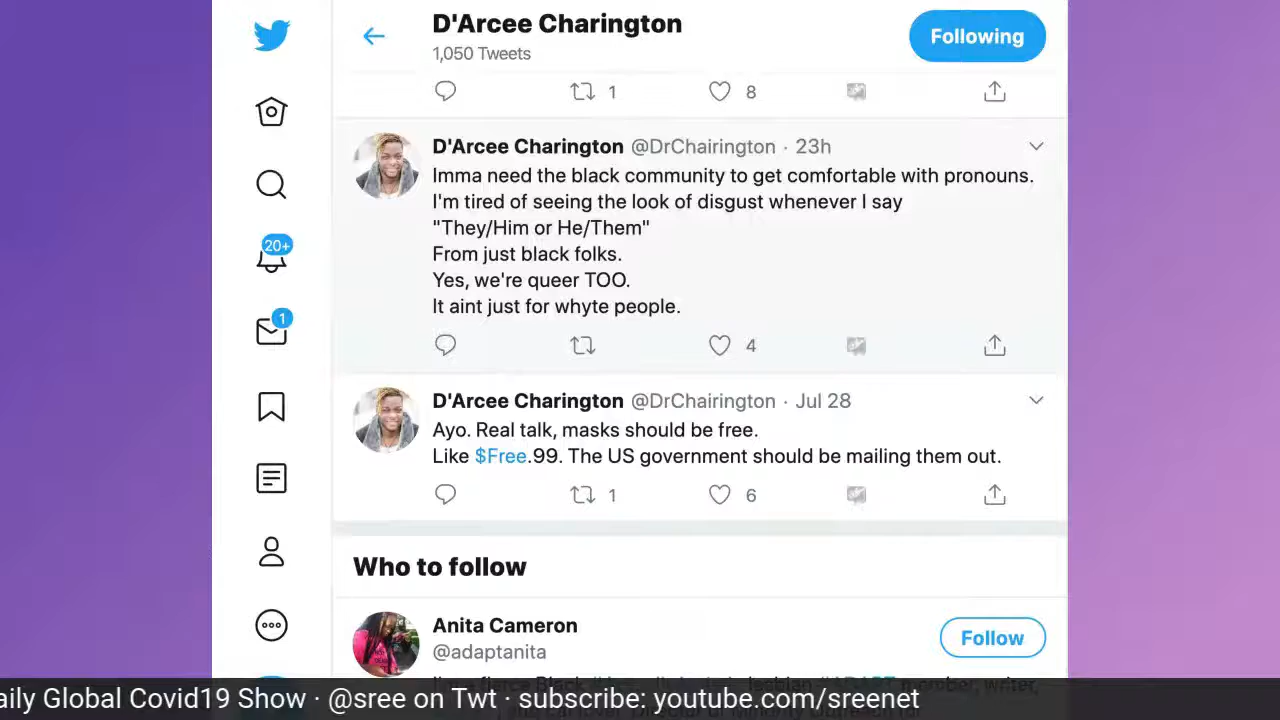 D'Arcee Charington
1,050 Tweets
Following
1
8
20+
1
D'Arcee Charington @DrChairington · 23h
Imma need the black community to get comfortable with pronouns.
I'm tired of seeing the look of disgust whenever I say
"They/Him or He/Them"
From just black folks.
Yes, we're queer TOO.
It aint just for whyte people.
4
D'Arcee Charington @DrChairington · Jul 28
Ayo. Real talk, masks should be free.
Like $Free.99. The US government should be mailing them out.
1
6
Who to follow
Anita Cameron
@adaptanita
Follow
aily Global Covid19 Show · @sree on Twt · subscribe: youtube.com/sreenet